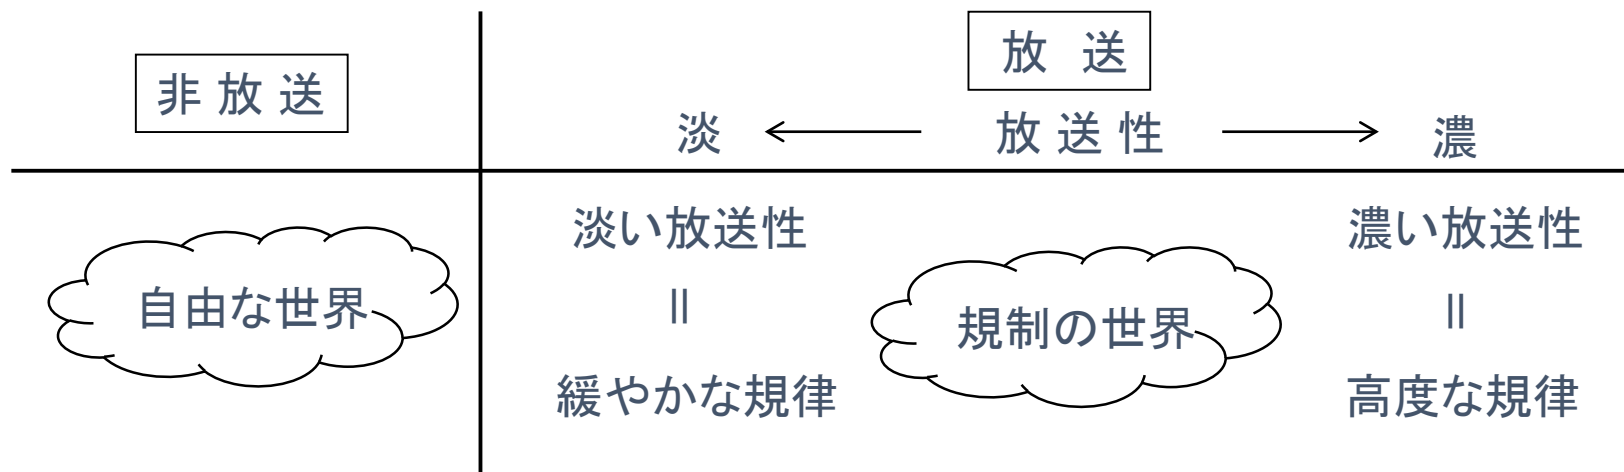 非放送
放 送
淡 ← 放送性 → 濃
自由な世界
淡い放送性
||
緩やかな規律
規制の世界
濃い放送性
||
高度な規律